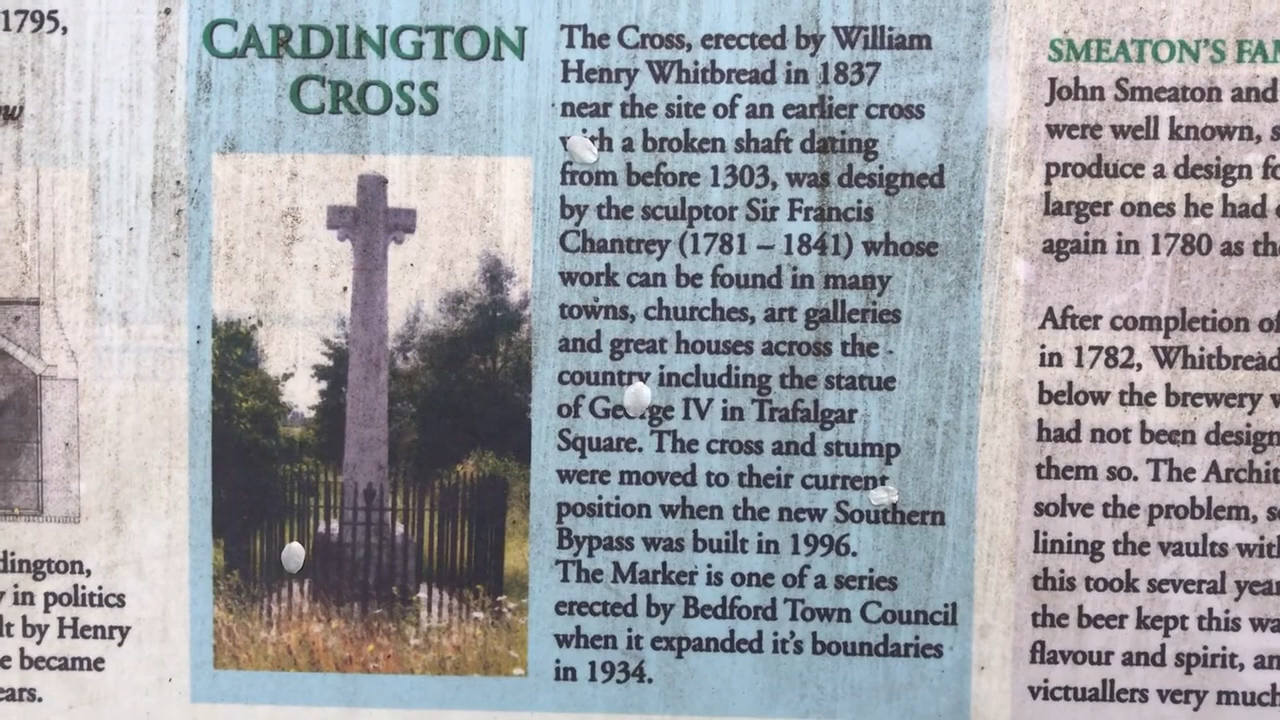 1795,
w
dington,
y in politics
lt by Henry
e became
ears.
CARDINGTON
CROSS
The Cross, erected by William
Henry Whitbread in 1837
near the site of an earlier cross
with a broken shaft dating
from before 1303, was designed
by the sculptor Sir Francis
Chantrey (1781 – 1841) whose
work can be found in many
towns, churches, art galleries
and great houses across the
country including the statue
of George IV in Trafalgar
Square. The cross and stump
were moved to their current
position when the new Southern
Bypass was built in 1996.
The Marker is one of a series
erected by Bedford Town Council
when it expanded it's boundaries
in 1934.
SMEATON'S FA
John Smeaton and
were well known, s
produce a design fo
larger ones he had
again in 1780 as th
After completion of
in 1782, Whitbread
below the brewery w
had not been design
them so. The Archit
solve the problem, s
lining the vaults with
this took several yea
the beer kept this wa
flavour and spirit, an
victuallers very much